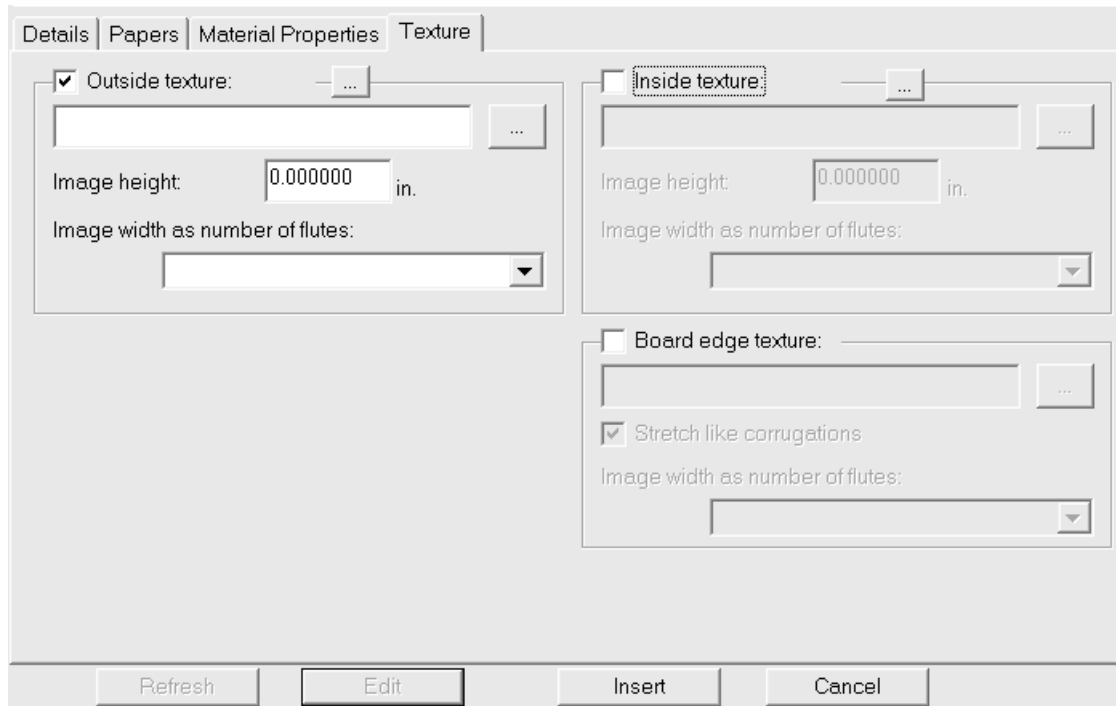 Details Papers Material Properties Texture
Outside texture: ...
...
Image height: 0.000000 in.
Image width as number of flutes:
Inside texture: ...
...
Image height: 0.000000 in.
Image width as number of flutes:
Board edge texture:
...
Stretch like corrugations
Image width as number of flutes:
Refresh Edit Insert Cancel